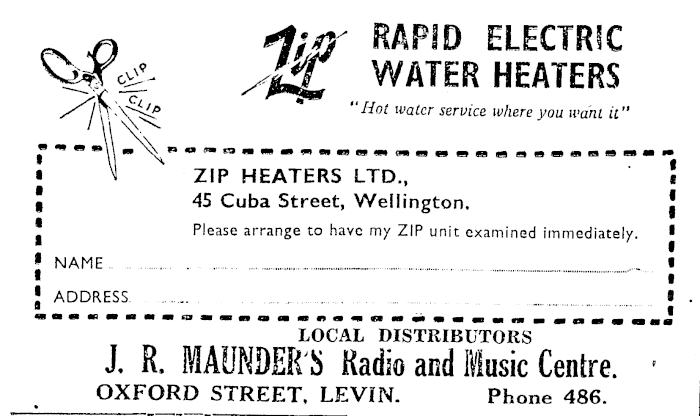 CLIP
CLIP
Zip
RAPID ELECTRIC
WATER HEATERS
"Hot water service where you want it"
ZIP HEATERS LTD.,
45 Cuba Street, Wellington.
Please arrange to have my ZIP unit examined immediately.
NAME
ADDRESS
LOCAL DISTRIBUTORS
J. R. MAUNDER'S Radio and Music Centre.
OXFORD STREET, LEVIN. Phone 486.